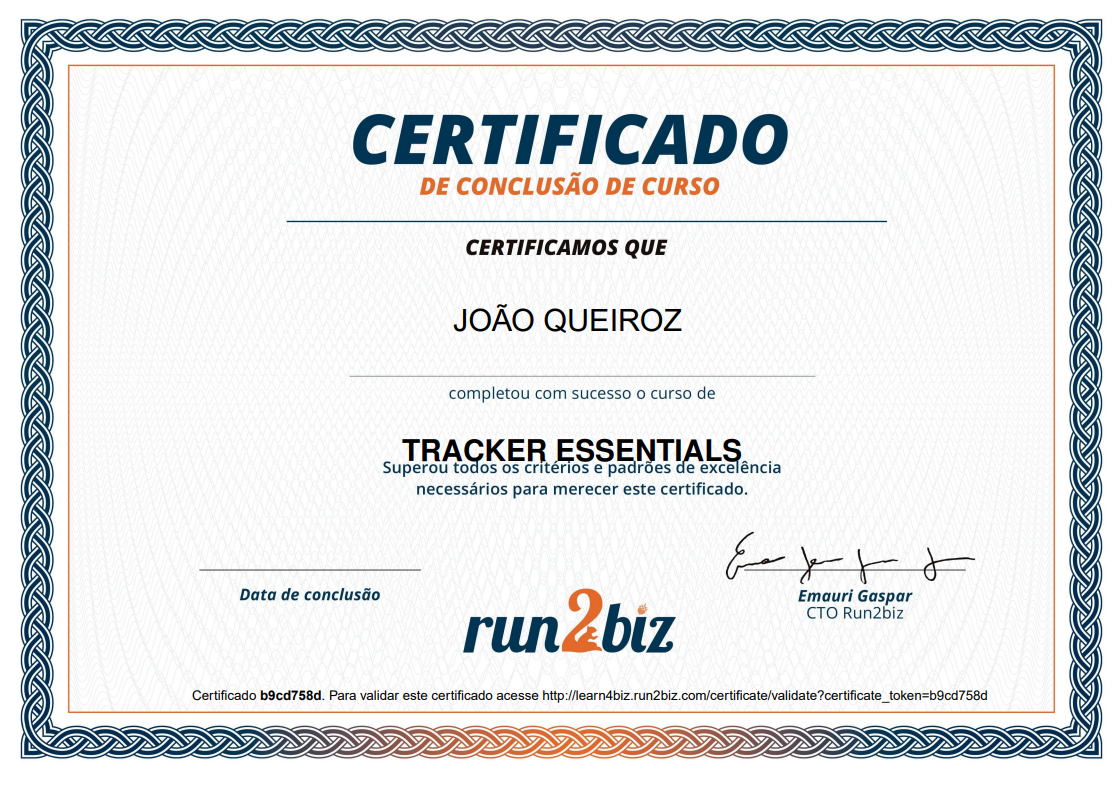 CERTIFICADO
DE CONCLUSÃO DE CURSO
CERTIFICAMOS QUE
JOÃO QUEIROZ
completou com sucesso o curso de
TRACKER ESSENTIALS
Superou todos os critérios e padrões de excelência
necessários para merecer este certificado.
Data de conclusão
Emauri Gaspar
CTO Run2biz
run2biz
Certificado b9cd758d. Para validar este certificado acesse http://learn4biz.run2biz.com/certificate/validate?certificate_token=b9cd758d